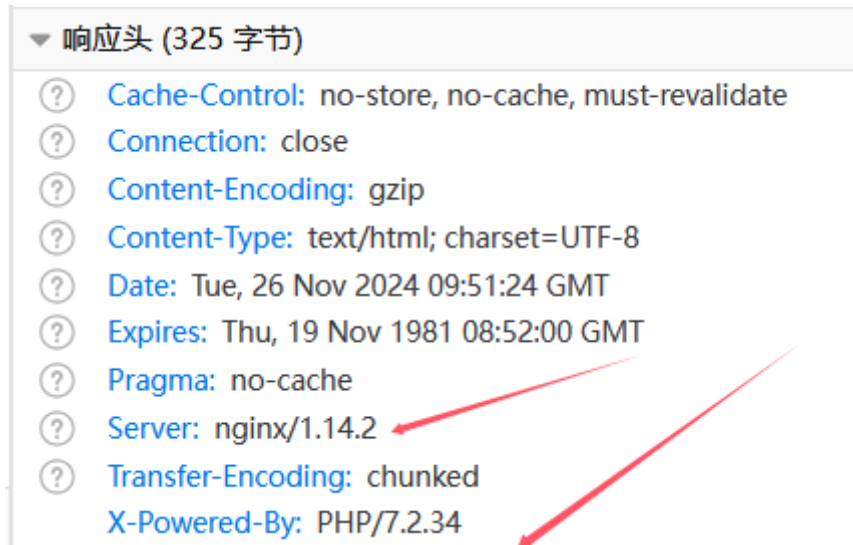 响应头 (325 字节)
Cache-Control: no-store, no-cache, must-revalidate
Connection: close
Content-Encoding: gzip
Content-Type: text/html; charset=UTF-8
Date: Tue, 26 Nov 2024 09:51:24 GMT
Expires: Thu, 19 Nov 1981 08:52:00 GMT
Pragma: no-cache
Server: nginx/1.14.2
Transfer-Encoding: chunked
X-Powered-By: PHP/7.2.34